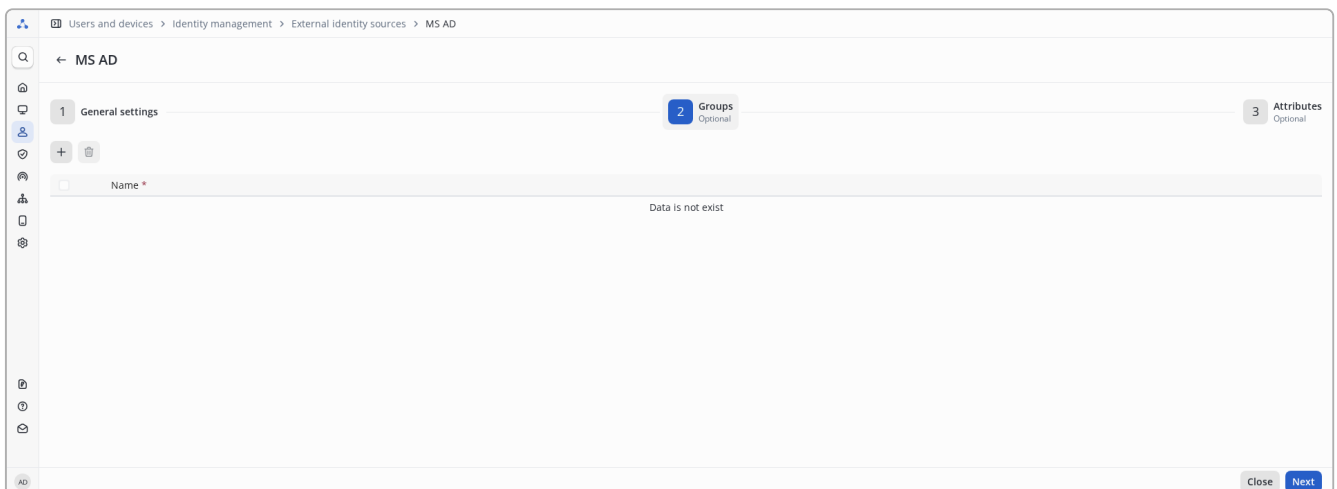 Users and devices > Identity management > External identity sources > MS AD
← MS AD
1 General settings
2 Groups
Optional
3 Attributes
Optional
+
Name *
Data is not exist
AD
Close Next